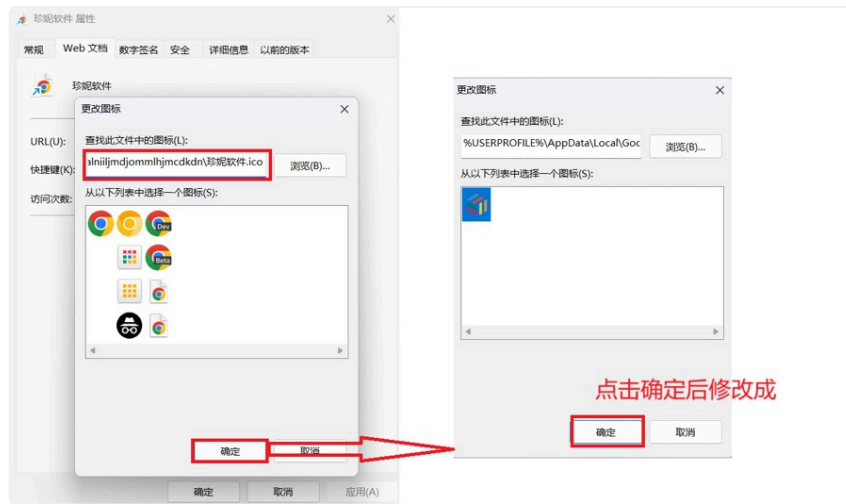 珍妮软件 属性
常规 Web 文档 数字签名 安全 详细信息 以前的版本
珍妮软件
URL(U):
快捷键(K):
访问次数:
更改图标
查找此文件中的图标(L):
alniiljmdjommlhjmcdkdn\珍妮软件.ico
浏览(B)...
从以下列表中选择一个图标(S):
Dev
Beta
确定 取消
确定 取消 应用(A)
更改图标
查找此文件中的图标(L):
%USERPROFILE%\AppData\Local\Goo
浏览(B)...
从以下列表中选择一个图标(S):
点击确定后修改成
确定 取消